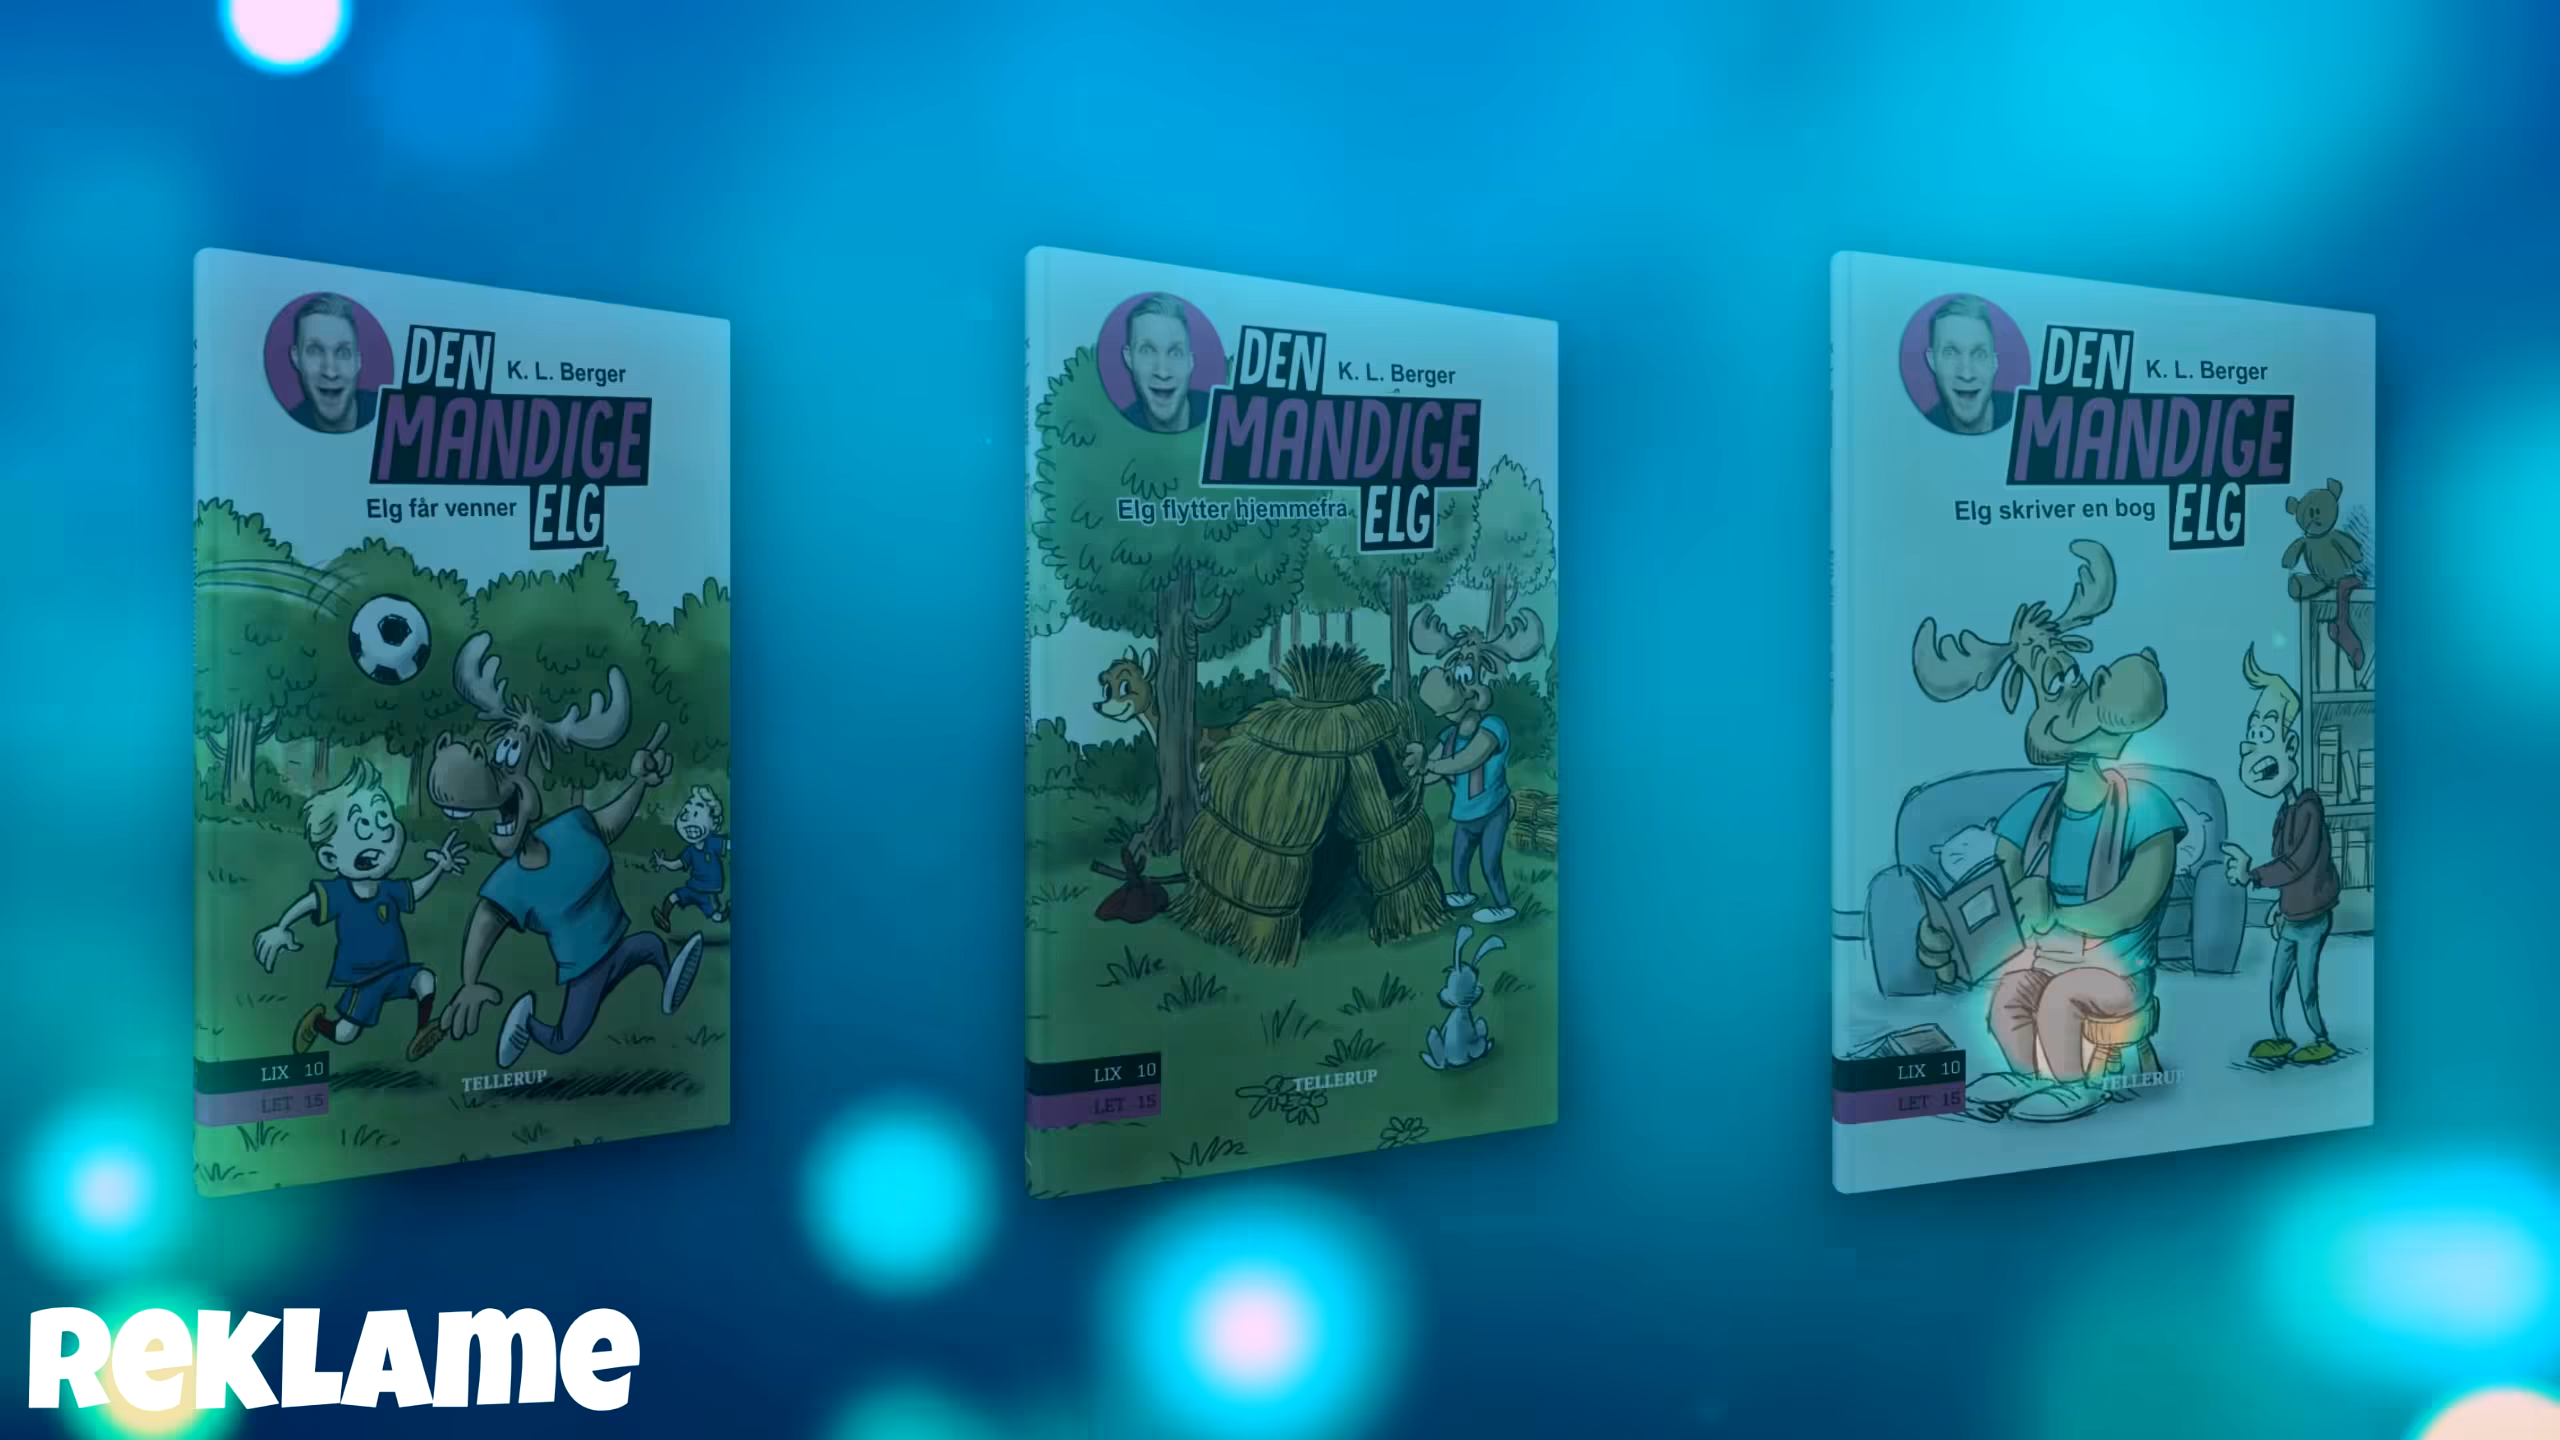 DEN
K. L. Berger
MANDIGE
Elg får venner
ELG
LIX 10
LET 15
TELLERUP
DEN
K. L. Berger
MANDIGE
Elg flytter hjemmefra
ELG
LIX 10
LET 15
TELLERUP
DEN
K. L. Berger
MANDIGE
Elg skriver en bog
ELG
LIX 10
LET 15
TELLERUP
Reklame